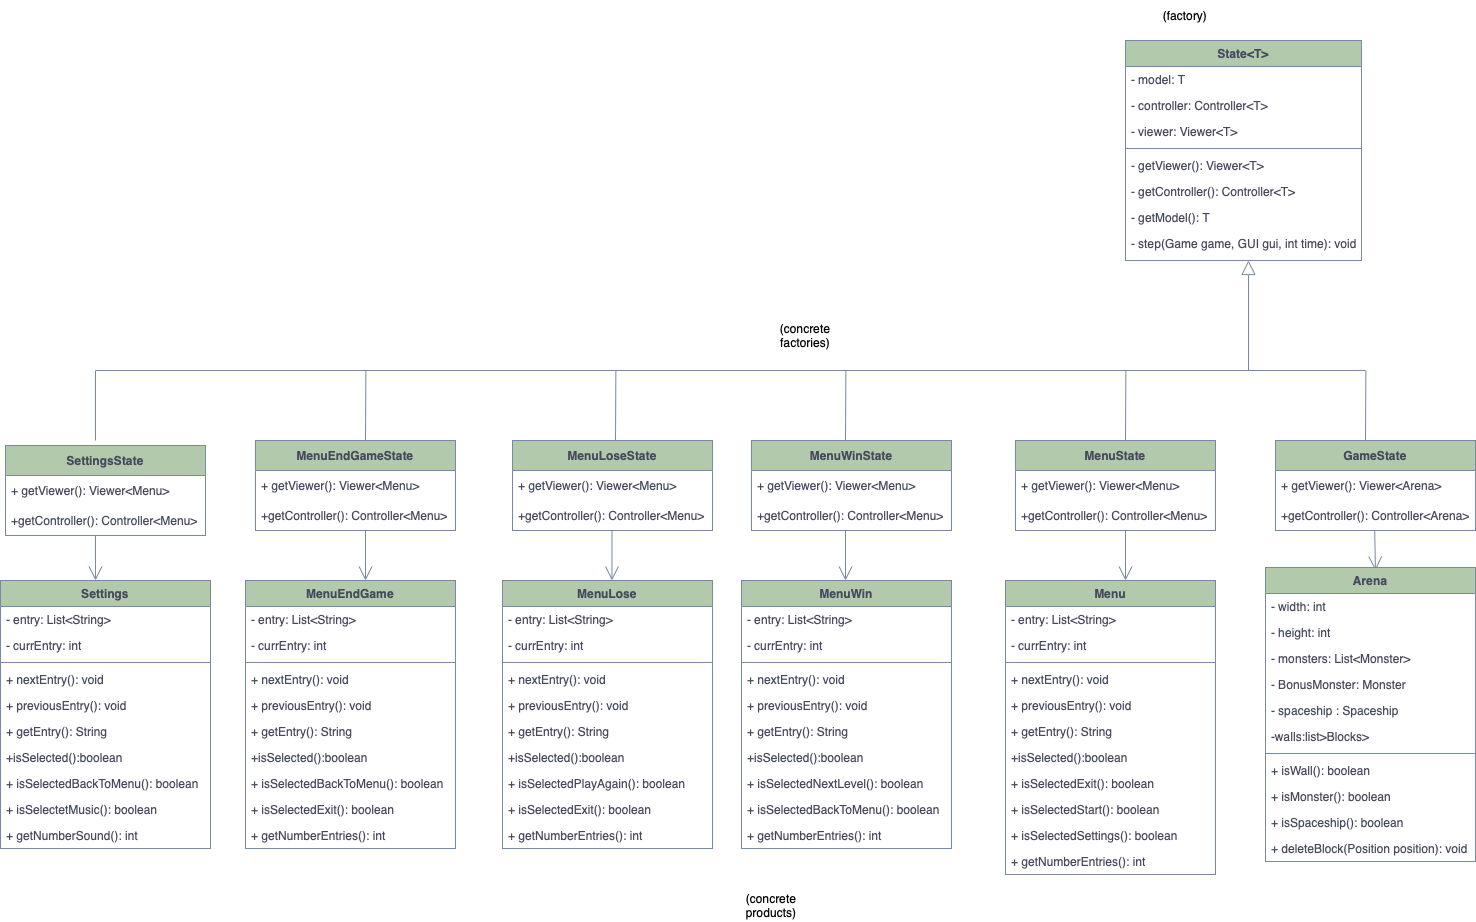 (factory)
State<T>
- model: T
- controller: Controller<T>
- viewer: Viewer<T>
- getViewer(): Viewer<T>
- getController(): Controller<T>
- getModel(): T
- step(Game game, GUI gui, int time): void
(concrete
factories)
SettingsState
+ getViewer(): Viewer<Menu>
+getController(): Controller<Menu>
MenuEndGameState
+ getViewer(): Viewer<Menu>
+getController(): Controller<Menu>
MenuLoseState
+ getViewer(): Viewer<Menu>
+getController(): Controller<Menu>
MenuWinState
+ getViewer(): Viewer<Menu>
+getController(): Controller<Menu>
MenuState
+ getViewer(): Viewer<Menu>
+getController(): Controller<Menu>
GameState
+ getViewer(): Viewer<Arena>
+getController(): Controller<Arena>
Settings
- entry: List<String>
- currEntry: int
+ nextEntry(): void
+ previousEntry(): void
+ getEntry(): String
+isSelected():boolean
+ isSelectedBackToMenu(): boolean
+ isSelectetMusic(): boolean
+ getNumberSound(): int
MenuEndGame
- entry: List<String>
- currEntry: int
+ nextEntry(): void
+ previousEntry(): void
+ getEntry(): String
+isSelected():boolean
+ isSelectedBackToMenu(): boolean
+ isSelectedExit(): boolean
+ getNumberEntries(): int
MenuLose
- entry: List<String>
- currEntry: int
+ nextEntry(): void
+ previousEntry(): void
+ getEntry(): String
+isSelected():boolean
+ isSelectedPlayAgain(): boolean
+ isSelectedExit(): boolean
+ getNumberEntries(): int
MenuWin
- entry: List<String>
- currEntry: int
+ nextEntry(): void
+ previousEntry(): void
+ getEntry(): String
+isSelected():boolean
+ isSelectedNextLevel(): boolean
+ isSelectedBackToMenu(): boolean
+ getNumberEntries(): int
Menu
- entry: List<String>
- currEntry: int
+ nextEntry(): void
+ previousEntry(): void
+ getEntry(): String
+isSelected():boolean
+ isSelectedExit(): boolean
+ isSelectedStart(): boolean
+ isSelectedSettings(): boolean
+ getNumberEntries(): int
Arena
- width: int
- height: int
- monsters: List<Monster>
- BonusMonster: Monster
- spaceship : Spaceship
-walls:list>Blocks>
+ isWall(): boolean
+ isMonster(): boolean
+ isSpaceship(): boolean
+ deleteBlock(Position position): void
(concrete
products)